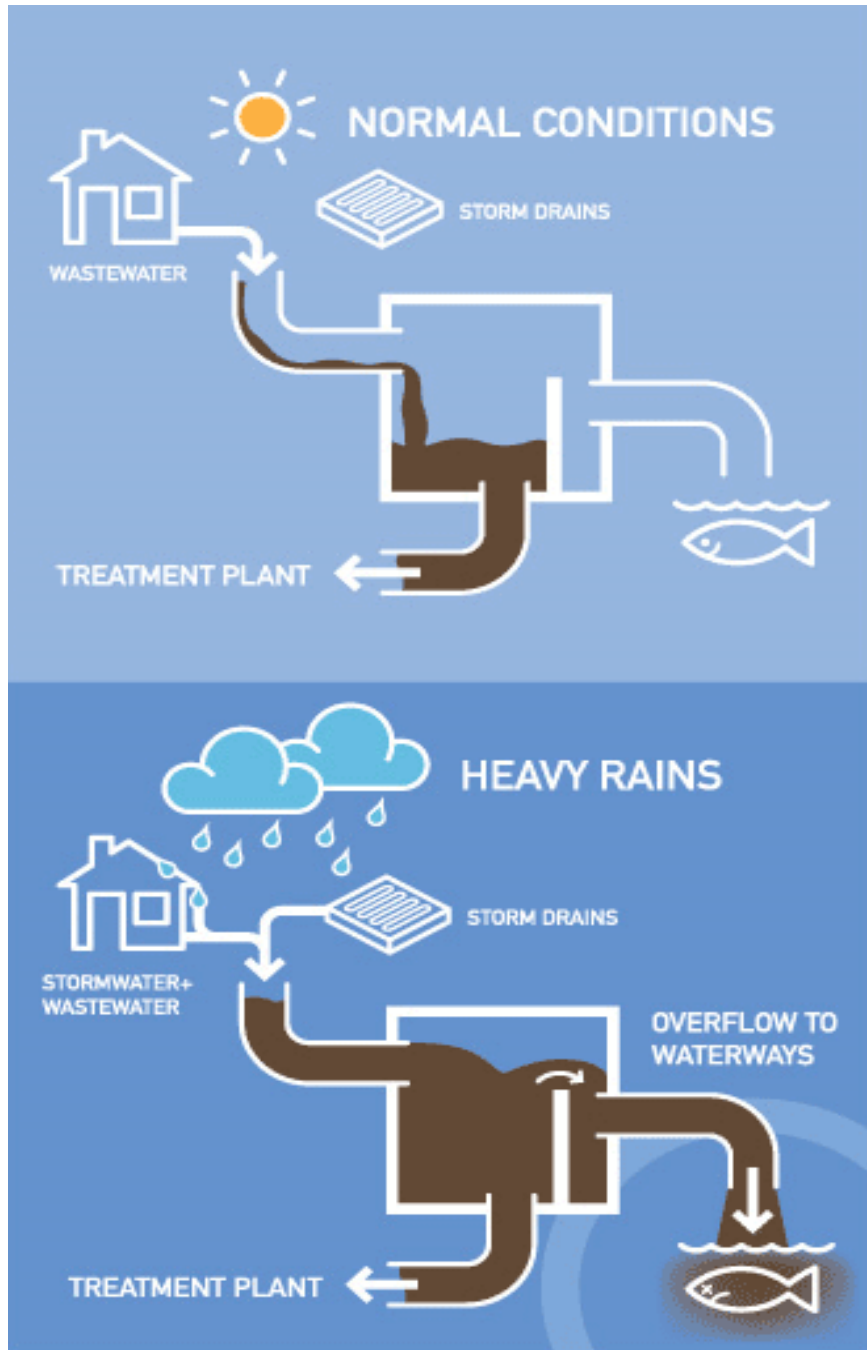 NORMAL CONDITIONS
STORM DRAINS
WASTEWATER
TREATMENT PLANT
HEAVY RAINS
STORM DRAINS
STORMWATER+
WASTEWATER
OVERFLOW TO
WATERWAYS
TREATMENT PLANT